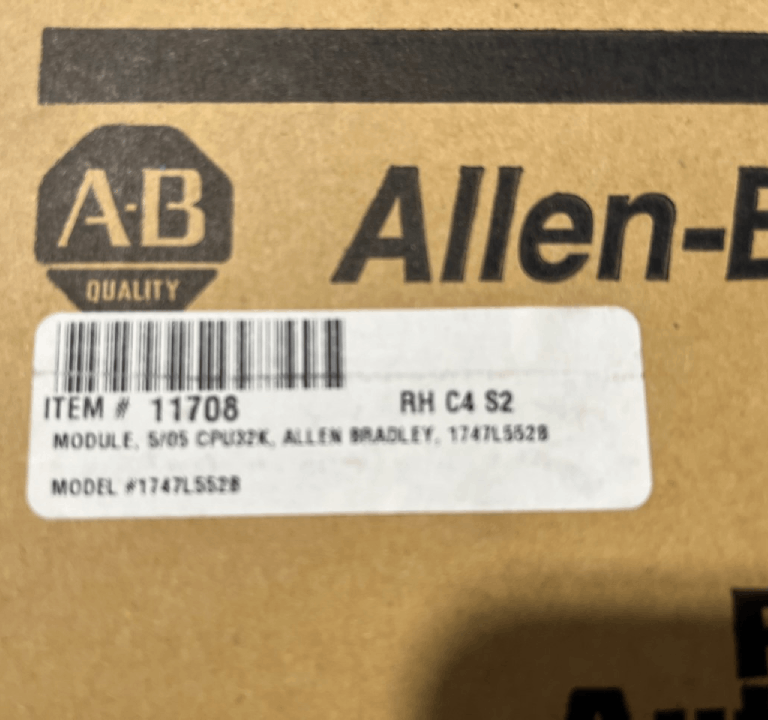 A-B
QUALITY
Allen-B
ITEM # 11708
RH C4 S2
MODULE, 5/05 CPU32K, ALLEN BRADLEY, 1747L552B
MODEL #1747L552B